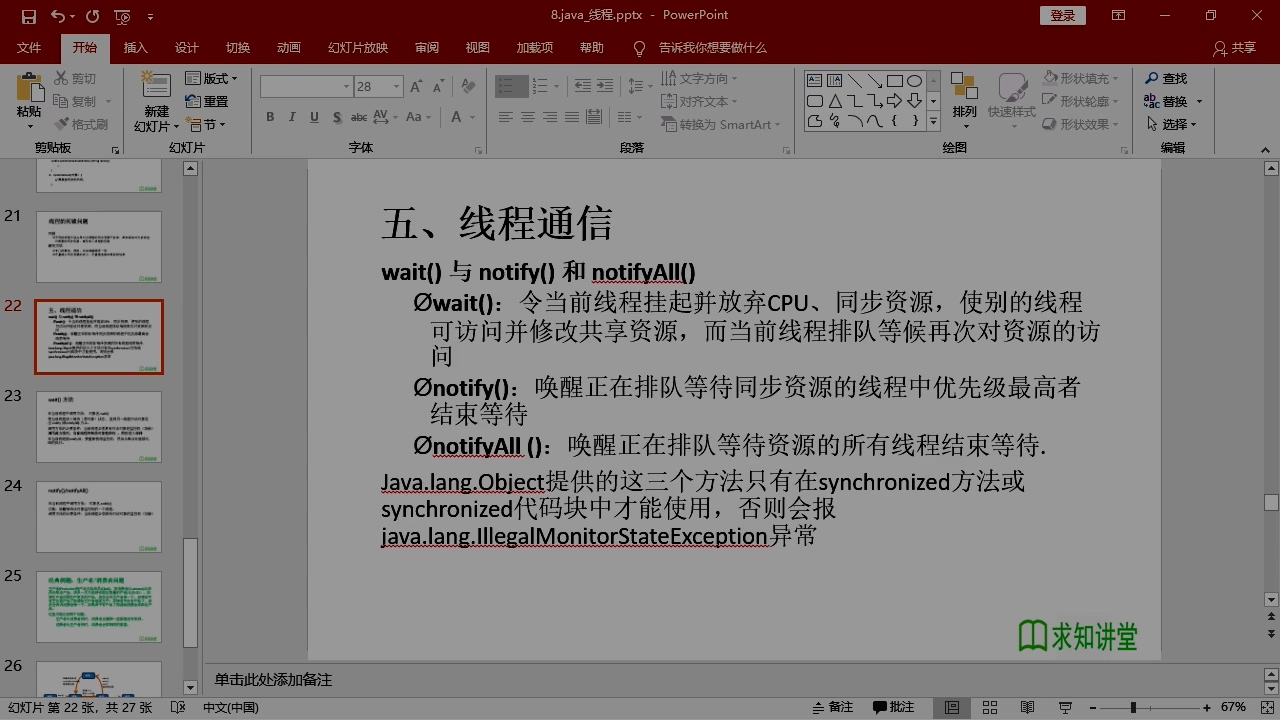 8.java_线程.pptx - PowerPoint
登录
文件 开始 插入 设计 切换 动画 幻灯片放映 审阅 视图 加载项 帮助 告诉我你想要做什么 共享
剪切
复制
格式刷
粘贴
剪贴板
新建
幻灯片
版式
重置
节
幻灯片
28
B I U S abc AV Aa A
字体
文字方向
对齐文本
转换为 SmartArt
段落
排列
快速样式
形状填充
形状轮廓
形状效果
绘图
查找
替换
选择
编辑
21
22
23
24
25
26
五、线程通信
wait() 与 notify() 和 notifyAll()
Øwait()：令当前线程挂起并放弃CPU、同步资源，使别的线程
可访问并修改共享资源，而当前线程排队等候再次对资源的访
问
Ønotify()：唤醒正在排队等待同步资源的线程中优先级最高者
结束等待
ØnotifyAll ()：唤醒正在排队等待资源的所有线程结束等待.
Java.lang.Object提供的这三个方法只有在synchronized方法或
synchronized代码块中才能使用，否则会报
java.lang.IllegalMonitorStateException异常
求知讲堂
单击此处添加备注
幻灯片 第 22 张，共 27 张 中文(中国) 备注 批注 67%